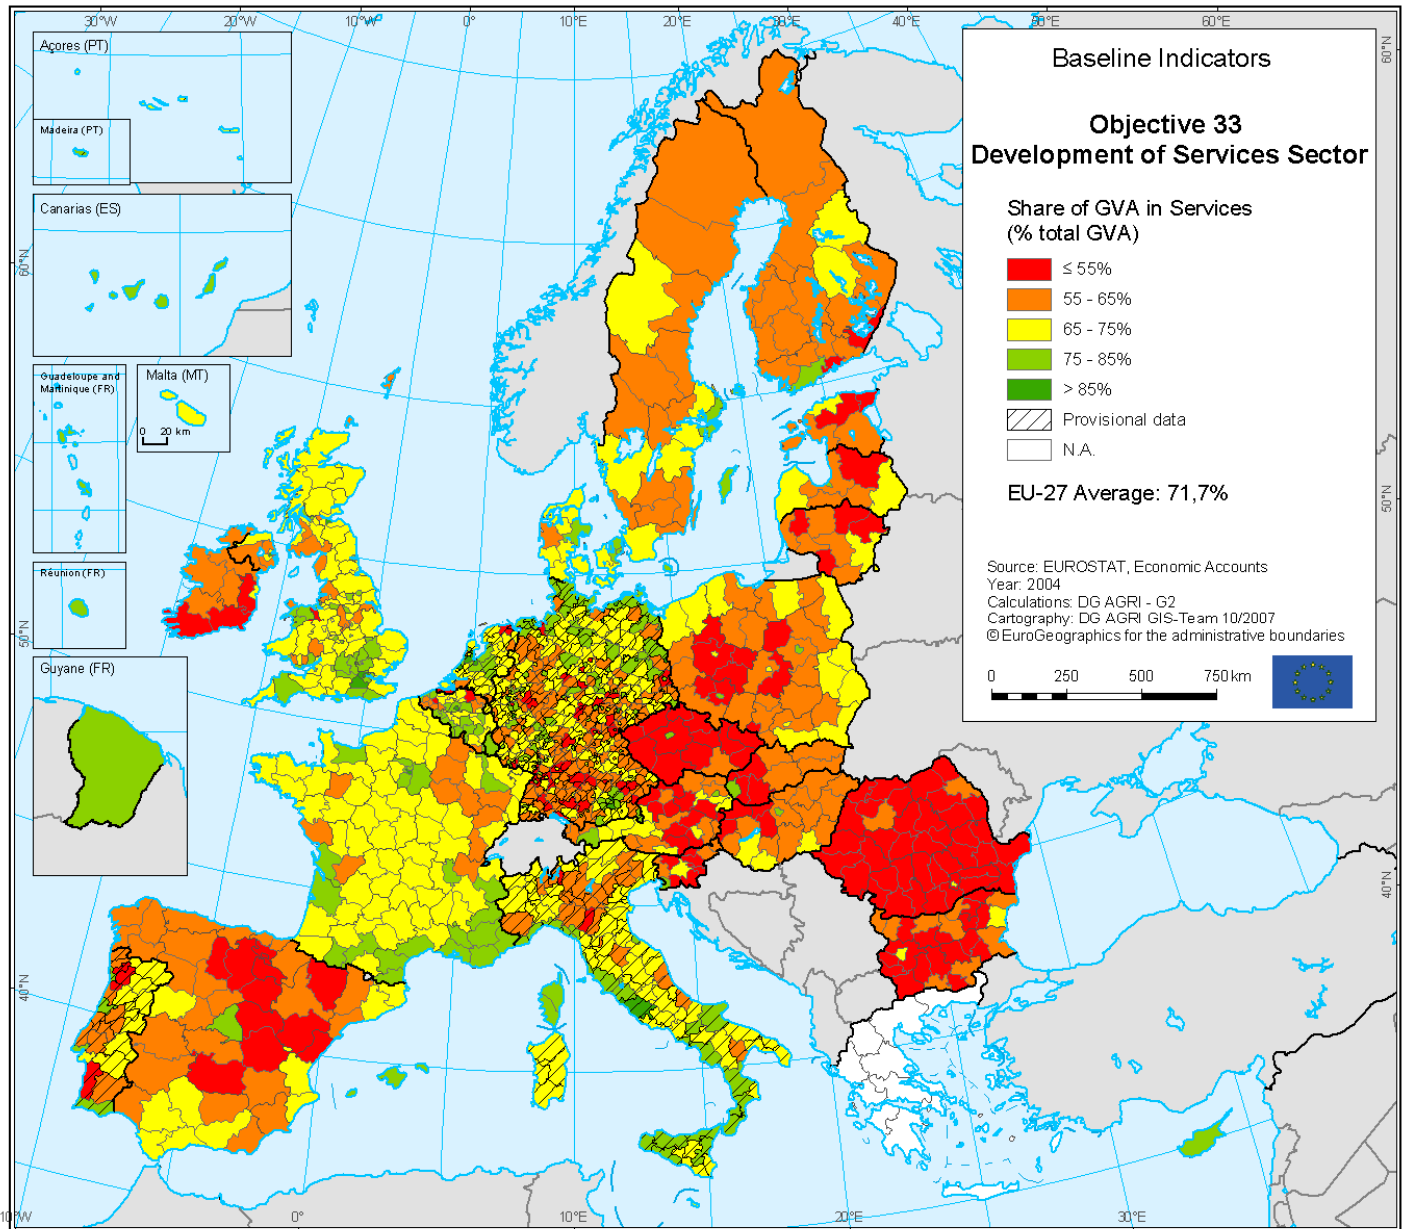 30°W 20°W 10°W 0° 10°E 20°E 30°E 40°E 50°E 60°E
Açores (PT)
Madeira (PT)
Canarias (ES)
Guadeloupe and
Martinique (FR)
Malta (MT)
0 20 km
Réunion (FR)
Guyane (FR)
Baseline Indicators
Objective 33
Development of Services Sector
Share of GVA in Services
(% total GVA)
≤ 55%
55 - 65%
65 - 75%
75 - 85%
> 85%
Provisional data
N.A.
EU-27 Average: 71,7%
Source: EUROSTAT, Economic Accounts
Year: 2004
Calculations: DG AGRI - G2
Cartography: DG AGRI GIS-Team 10/2007
© EuroGeographics for the administrative boundaries
0 250 500 750 km
60°N
50°N
40°N
60°N
50°N
40°N
10°W 0° 10°E 20°E 30°E